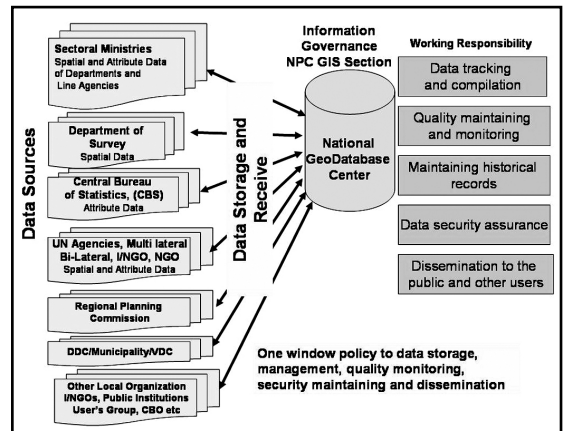 Information
Governance
NPC GIS Section
Working Responsibility
Data Sources
Sectoral Ministries
Spatial and Attribute Data
of Departments and
Line Agencies
Department of
Survey
Spatial Data
Central Bureau
of Statistics, (CBS)
Attribute Data
UN Agencies, Multi lateral
Bi-Lateral, I/NGO, NGO
Spatial and Attribute Data
Regional Planning
Commission
DDC/Municipality/VDC
Other Local Organization
I/NGOs, Public Institutions
User's Group, CBO etc
Data Storage and
Receive
National
GeoDatabase
Center
Data tracking
and compilation
Quality maintaining
and monitoring
Maintaining historical
records
Data security assurance
Dissemination to the
public and other users
One window policy to data storage,
management, quality monitoring,
security maintaining and dissemination